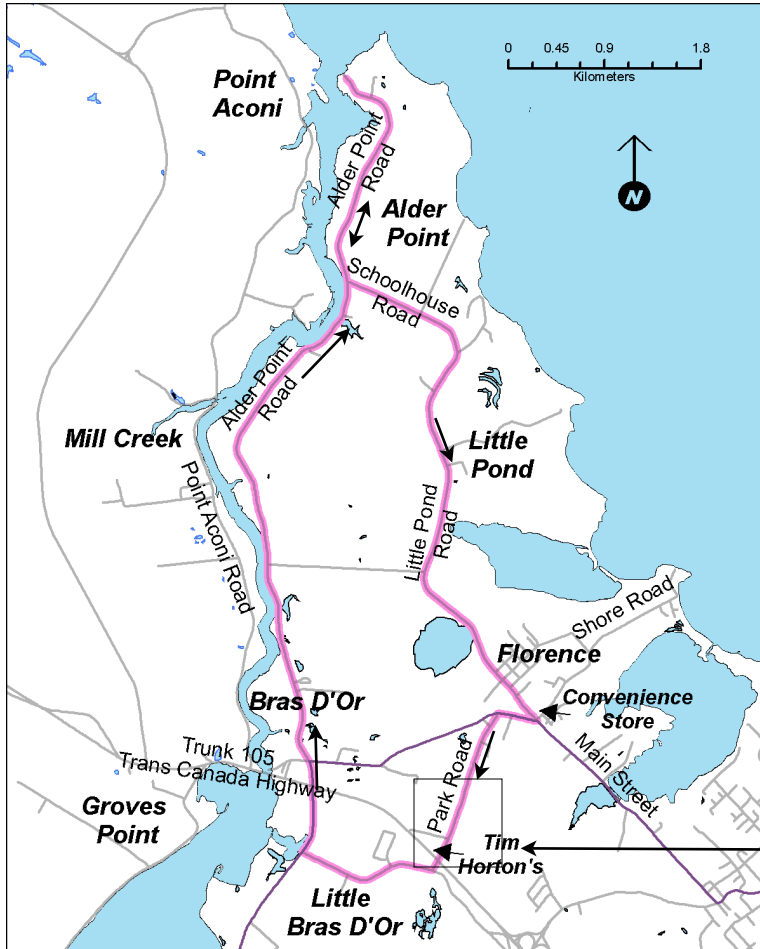 0 0.45 0.9 1.8
Kilometers
Point
Aconi
N
Alder Point
Road
Alder
Point
Schoolhouse
Road
Alder Point
Road
Mill Creek
Little
Pond
Point Aconi Road
Little Pond
Road
Shore Road
Florence
Bras D'Or
Convenience
Store
Trunk 105
Trans Canada Highway
Main Street
Park Road
Groves
Point
Tim
Horton's
Little
Bras D'Or